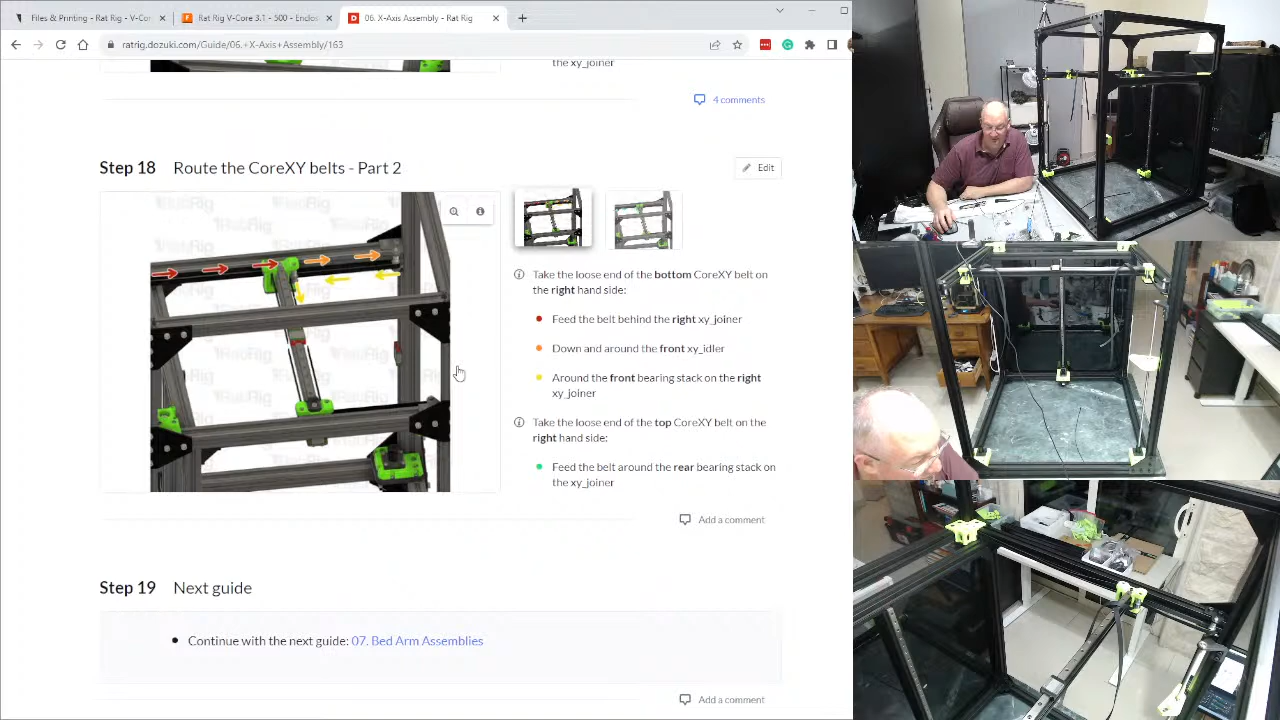 Files & Printing - Rat Rig V-C
Rat Rig V-Core 3.1 - 500 - Enclos
06. X-Axis Assembly - Rat Rig
ratrig.dozuki.com/Guide/06.+X-Axis+Assembly/163
the xy_joiner
4 comments
Step 18 Route the CoreXY belts - Part 2
Edit
Take the loose end of the bottom CoreXY belt on
the right hand side:
Feed the belt behind the right xy_joiner
Down and around the front xy_idler
Around the front bearing stack on the right
xy_joiner
Take the loose end of the top CoreXY belt on the
right hand side:
Feed the belt around the rear bearing stack on
the xy_joiner
Add a comment
Step 19 Next guide
Continue with the next guide: 07. Bed Arm Assemblies
Add a comment